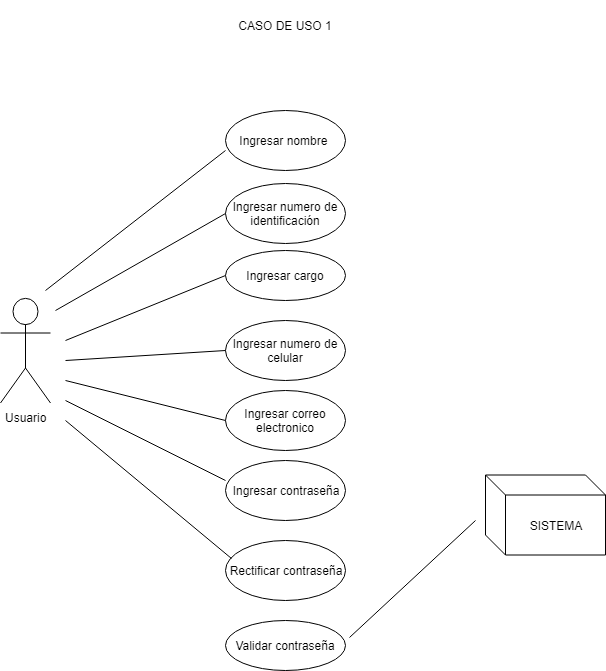 CASO DE USO 1
Ingresar nombre
Ingresar numero de
identificación
Ingresar cargo
Ingresar numero de
celular
Usuario
Ingresar correo
electronico
Ingresar contraseña
SISTEMA
Rectificar contraseña
Validar contraseña